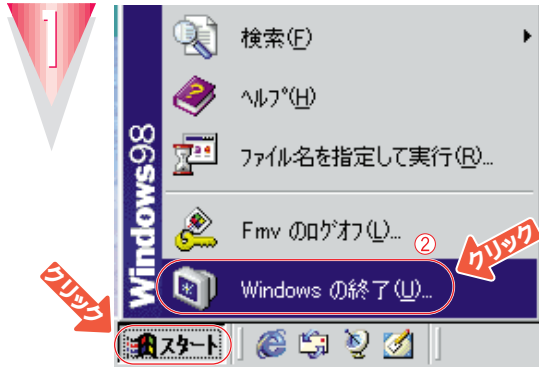 1
検索(F)
ヘルプ(H)
ファイル名を指定して実行(R)...
Fmv のログオフ(L)...
②
クリック
Windows の終了(U)...
Windows98
クリック
スタート